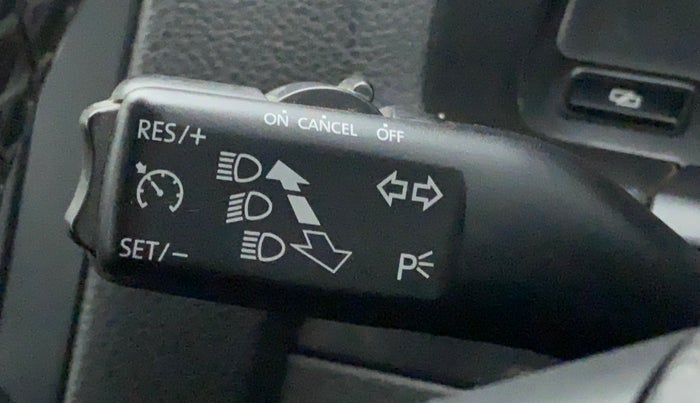 ON CANCEL OFF
RES/+
SET/-
P